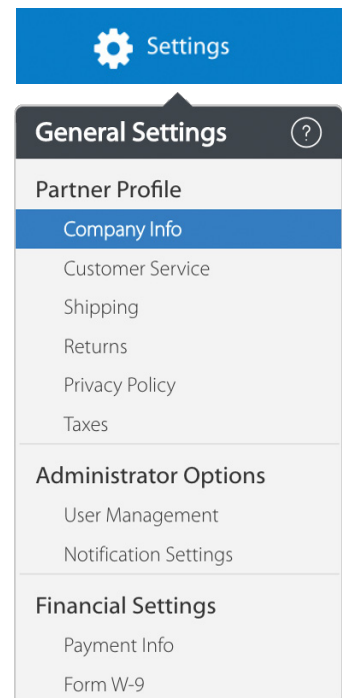 Settings
General Settings ?
Partner Profile
Company Info
Customer Service
Shipping
Returns
Privacy Policy
Taxes
Administrator Options
User Management
Notification Settings
Financial Settings
Payment Info
Form W-9